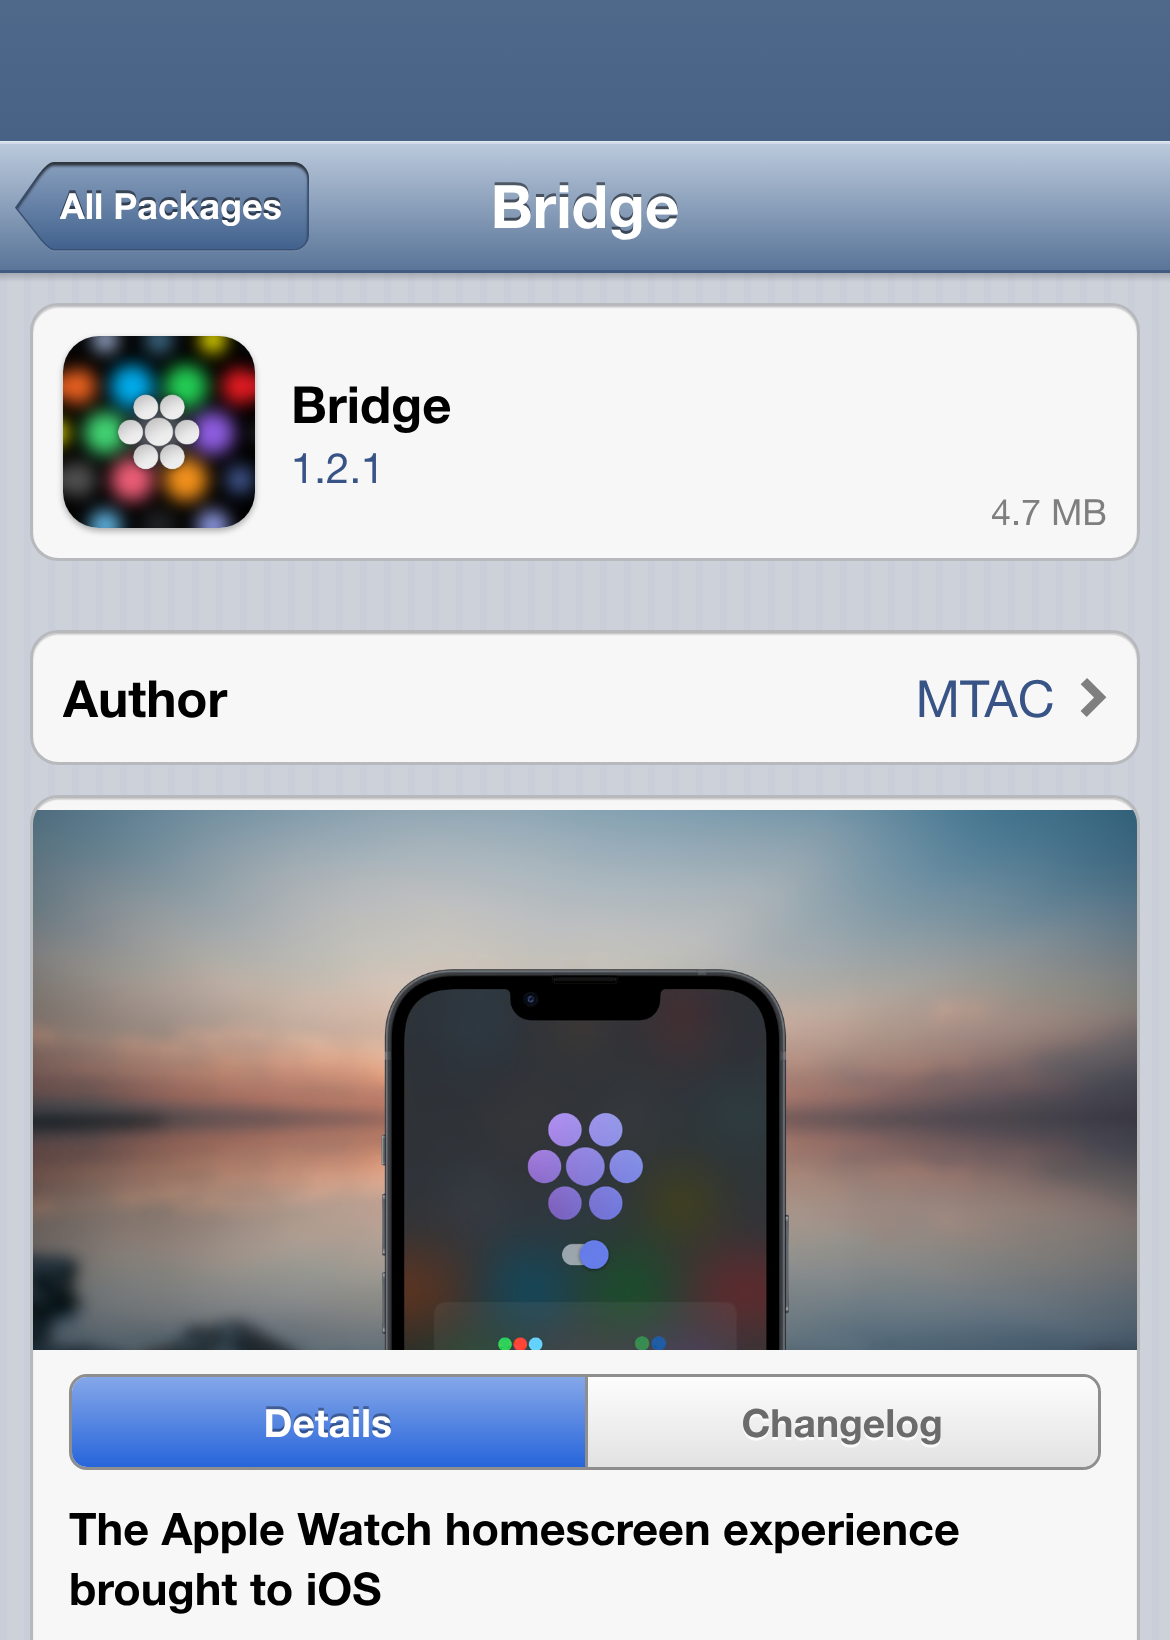 All Packages
Bridge
Bridge
1.2.1
4.7 MB
Author
MTAC
Details
Changelog
The Apple Watch homescreen experience
brought to iOS